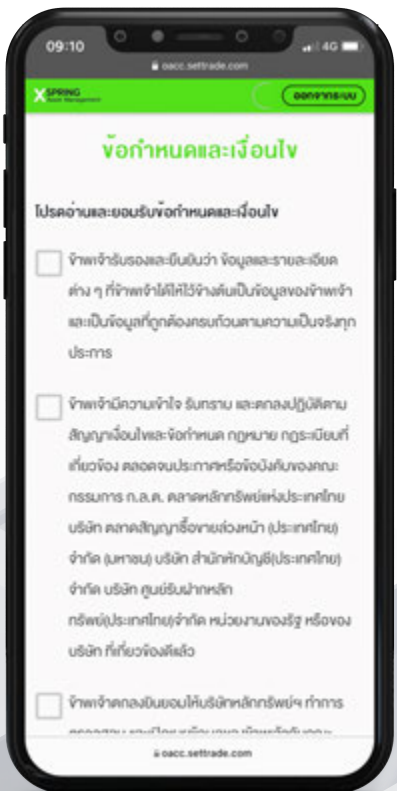 09:10
4G
oacc.settrade.com
XSPRING
Asset Management
ออกจากระบบ
ข้อกำหนดและเงื่อนไข
โปรดอ่านและยอมรับข้อกำหนดและเงื่อนไข
ข้าพเจ้ารับรองและยืนยันว่า ข้อมูลและรายละเอียด
ต่าง ๆ ที่ข้าพเจ้าได้ให้ไว้ข้างต้นเป็นข้อมูลของข้าพเจ้า
และเป็นข้อมูลที่ถูกต้องครบถ้วนตามความเป็นจริงทุก
ประการ
ข้าพเจ้ามีความเข้าใจ รับทราบ และตกลงปฏิบัติตาม
สัญญาเงื่อนไขและข้อกำหนด กฎหมาย กฎระเบียบที่
เกี่ยวข้อง ตลอดจนประกาศหรือข้อบังคับของคณะ
กรรมการ ก.ล.ต. ตลาดหลักทรัพย์แห่งประเทศไทย
บริษัท ตลาดสัญญาซื้อขายล่วงหน้า (ประเทศไทย)
จำกัด (มหาชน) บริษัท สำนักหักบัญชี(ประเทศไทย)
จำกัด บริษัท ศูนย์รับฝากหลัก
ทรัพย์(ประเทศไทย)จำกัด หน่วยงานของรัฐ หรือของ
บริษัท ที่เกี่ยวข้องดีแล้ว
ข้าพเจ้าตกลงยินยอมให้บริษัทหลักทรัพย์ฯ ทำการ
oacc.settrade.com